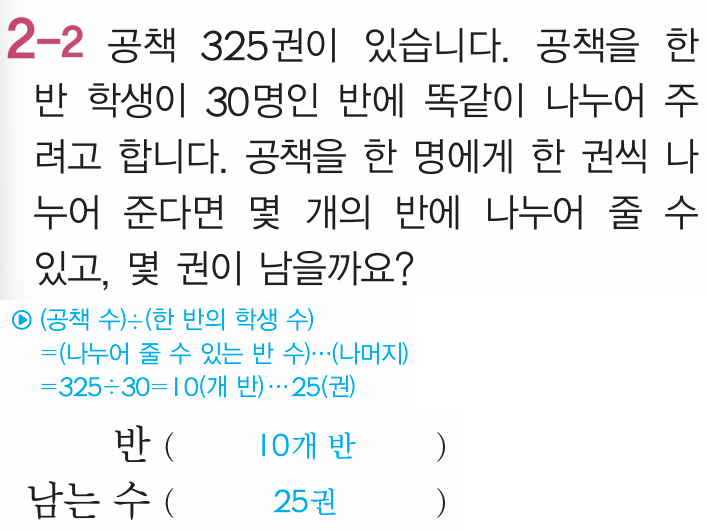 2-2 공책 325권이 있습니다. 공책을 한
반 학생이 30명인 반에 똑같이 나누어 주
려고 합니다. 공책을 한 명에게 한 권씩 나
누어 준다면 몇 개의 반에 나누어 줄 수
있고, 몇 권이 남을까요?
(공책 수)÷(한 반의 학생 수)
=(나누어 줄 수 있는 반 수)⋯(나머지)
=325÷30=10(개 반)⋯25(권)
반 ( 10개 반 )
남는 수 ( 25권 )